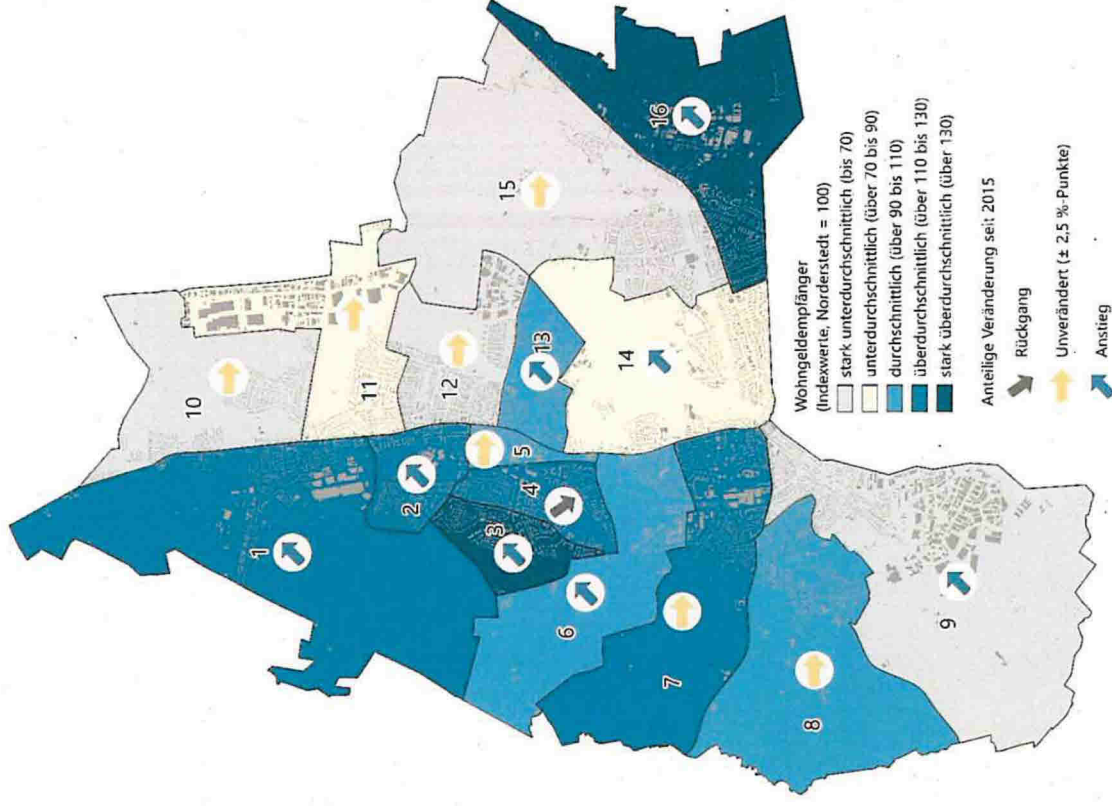 1
2
3
4
5
6
7
8
9
10
11
12
13
14
15
16
Wohngeldempfänger
(Indexwerte, Norderstedt = 100)
stark unterdurchschnittlich (bis 70)
unterdurchschnittlich (über 70 bis 90)
durschnittlich (über 90 bis 110)
überdurchschnittlich (über 110 bis 130)
stark überdurchschnittlich (über 130)
Anteilige Veränderung seit 2015
Rückgang
Unverändert (± 2,5 %-Punkte)
Anstieg